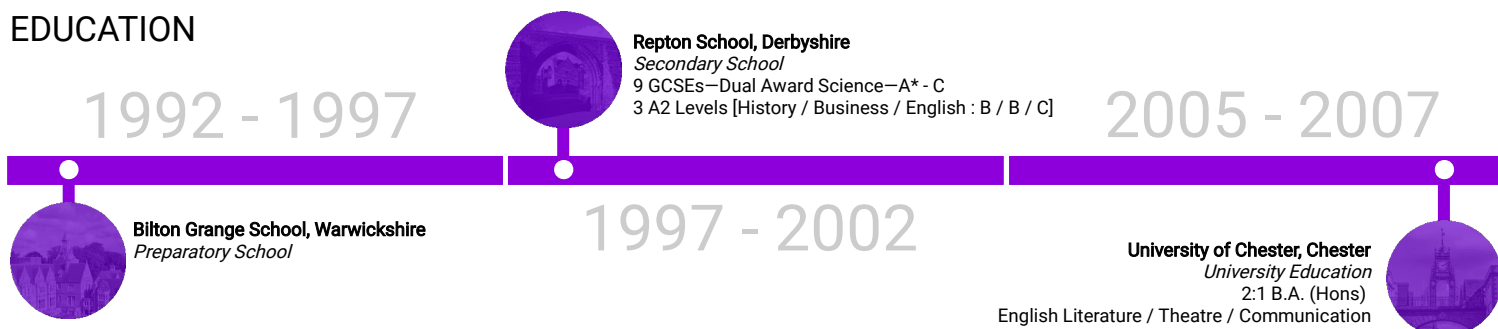 EDUCATION
1992 - 1997
Bilton Grange School, Warwickshire
Preparatory School
Repton School, Derbyshire
Secondary School
9 GCSEs—Dual Award Science—A* - C
3 A2 Levels [History / Business / English : B / B / C]
1997 - 2002
2005 - 2007
University of Chester, Chester
University Education
2:1 B.A. (Hons)
English Literature / Theatre / Communication